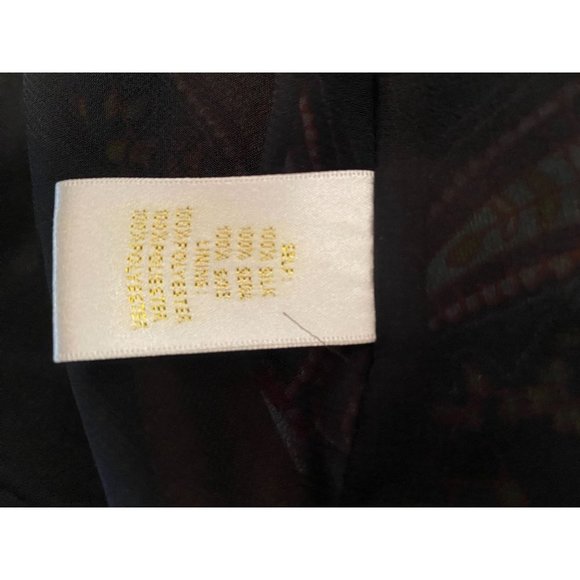 SELF:
100% SILK
100% SEDA
100% SOIE
LINING:
100%POLYESTER
100%POLIESTER
100%POLYESTER